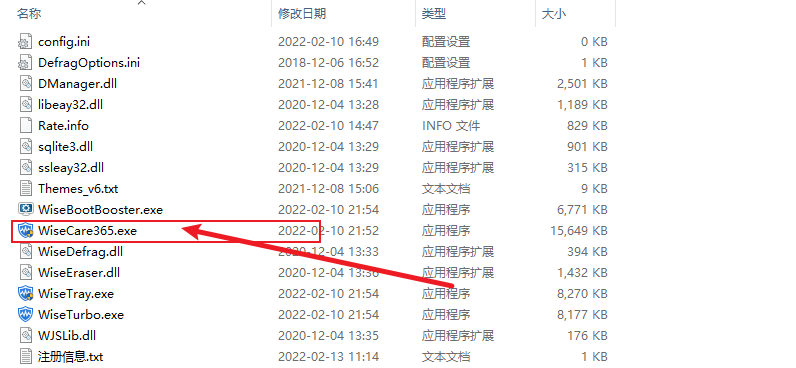 名称 修改日期 类型 大小
config.ini 2022-02-10 16:49 配置设置 0 KB
DefragOptions.ini 2018-12-06 16:52 配置设置 1 KB
DManager.dll 2021-12-08 15:41 应用程序扩展 2,501 KB
libeay32.dll 2020-12-04 13:28 应用程序扩展 1,189 KB
Rate.info 2022-02-10 14:47 INFO 文件 829 KB
sqlite3.dll 2020-12-04 13:29 应用程序扩展 901 KB
ssleay32.dll 2020-12-04 13:29 应用程序扩展 315 KB
Themes_v6.txt 2021-12-08 15:06 文本文档 9 KB
WiseBootBooster.exe 2022-02-10 21:54 应用程序 6,771 KB
WiseCare365.exe 2022-02-10 21:52 应用程序 15,649 KB
WiseDefrag.dll 2020-12-04 13:33 应用程序扩展 394 KB
WiseEraser.dll 2020-12-04 13:36 应用程序扩展 1,432 KB
WiseTray.exe 2022-02-10 21:54 应用程序 8,270 KB
WiseTurbo.exe 2022-02-10 21:54 应用程序 8,177 KB
WJSLib.dll 2020-12-04 13:35 应用程序扩展 176 KB
注册信息.txt 2022-02-13 11:14 文本文档 1 KB